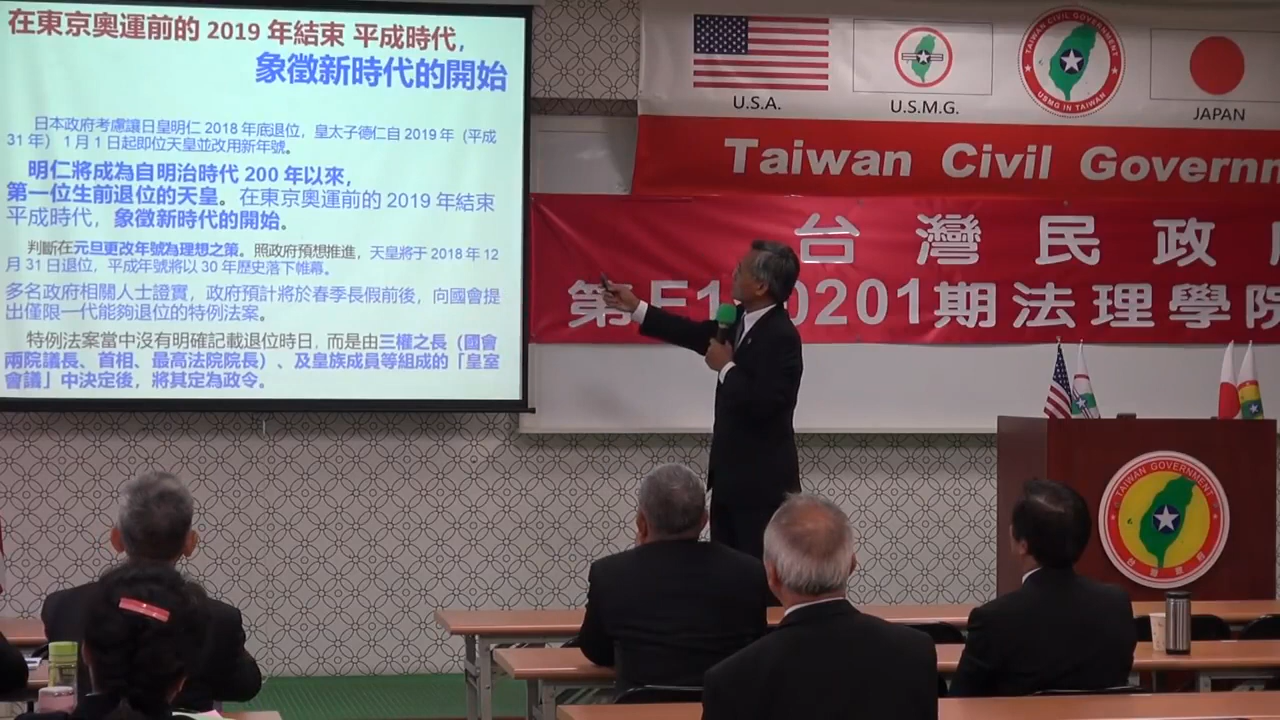 在東京奧運前的 2019 年結束 平成時代，
象徵新時代的開始
日本政府考慮讓日皇明仁 2018 年底退位，皇太子德仁自 2019 年（平成
31 年） 1 月 1 日起即位天皇並改用新年號。
明仁將成為自明治時代 200 年以來，
第一位生前退位的天皇。在東京奧運前的 2019 年結束
平成時代，象徵新時代的開始。
判斷在元旦更改年號為理想之策。照政府預想推進，天皇將于 2018 年 12
月 31 日退位，平成年號將以 30 年歷史落下帷幕。
多名政府相關人士證實，政府預計將於春季長假前後，向國會提
出僅限一代能夠退位的特例法案。
特例法案當中沒有明確記載退位時日，而是由三權之長（國會
兩院議長、首相、最高法院院長）、及皇族成員等組成的「皇室
會議」中決定後，將其定為政令。
U.S.A.
U.S.M.G.
TAIWAN CIVIL GOVERNMENT
USMG IN TAIWAN
JAPAN
Taiwan Civil Governm
台灣民政
第 0201期法理學院
TAIWAN GOVERNMENT
台灣政府